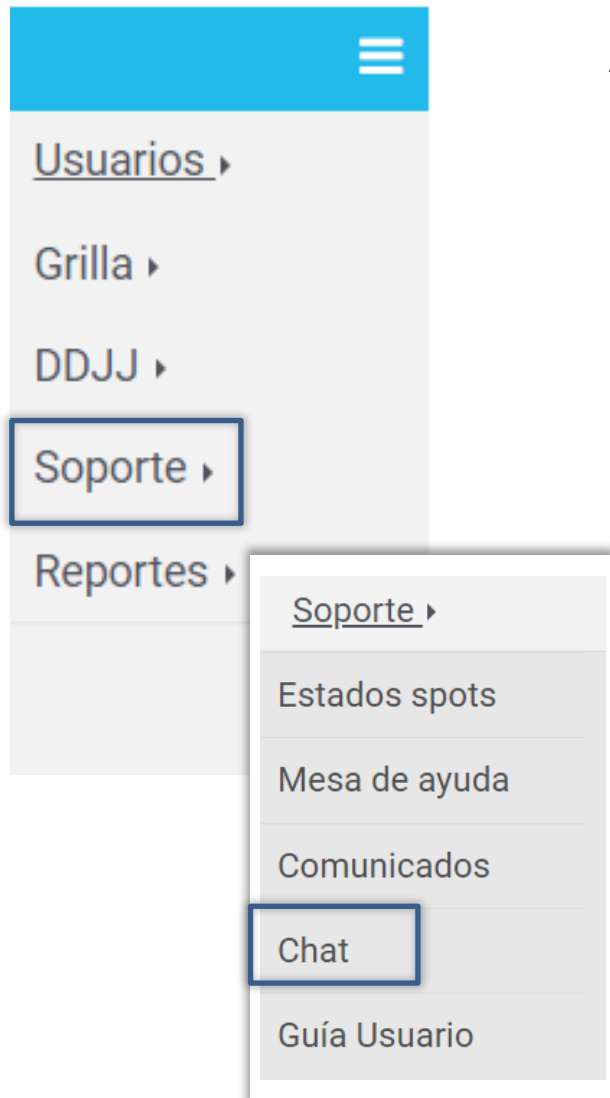 Usuarios
Grilla
DDJJ
Soporte
Reportes
Soporte
Estados spots
Mesa de ayuda
Comunicados
Chat
Guía Usuario